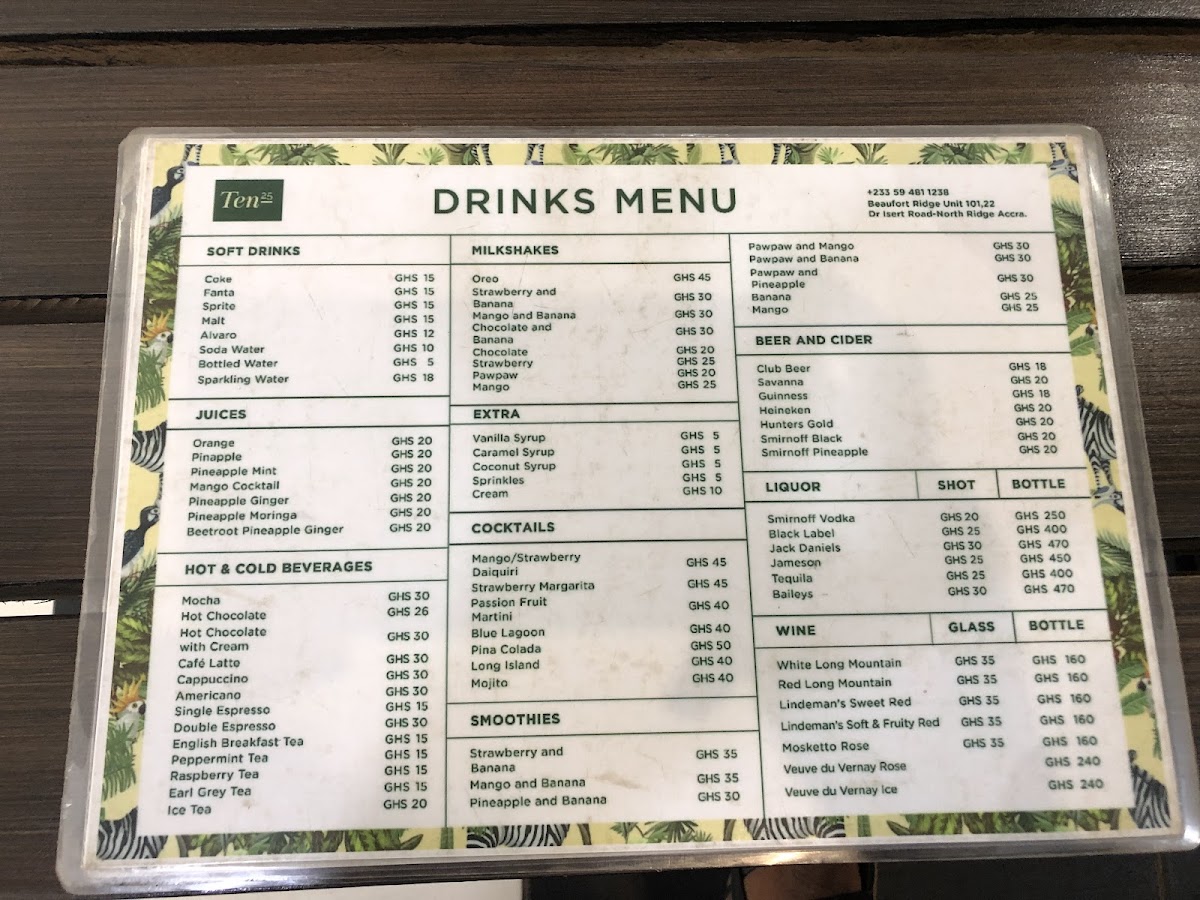 Ten 25
DRINKS MENU
+233 59 481 1238
Beaufort Ridge Unit 101,22
Dr Isert Road-North Ridge Accra.
SOFT DRINKS
Coke GHS 15
Fanta GHS 15
Sprite GHS 15
Malt GHS 15
Alvaro GHS 12
Soda Water GHS 10
Bottled Water GHS 5
Sparkling Water GHS 18
JUICES
Orange GHS 20
Pinapple GHS 20
Pineapple Mint GHS 20
Mango Cocktail GHS 20
Pineapple Ginger GHS 20
Pineapple Moringa GHS 20
Beetroot Pineapple Ginger GHS 20
HOT & COLD BEVERAGES
Mocha GHS 30
Hot Chocolate GHS 26
Hot Chocolate
with Cream GHS 30
Café Latte GHS 30
Cappuccino GHS 30
Americano GHS 30
Single Espresso GHS 15
Double Espresso GHS 30
English Breakfast Tea GHS 15
Peppermint Tea GHS 15
Raspberry Tea GHS 15
Earl Grey Tea GHS 15
Ice Tea GHS 20
MILKSHAKES
Oreo GHS 45
Strawberry and
Banana GHS 30
Mango and Banana GHS 30
Chocolate and
Banana GHS 30
Chocolate GHS 20
Strawberry GHS 25
Pawpaw GHS 20
Mango GHS 25
EXTRA
Vanilla Syrup GHS 5
Caramel Syrup GHS 5
Coconut Syrup GHS 5
Sprinkles GHS 5
Cream GHS 10
COCKTAILS
Mango/Strawberry
Daiquiri GHS 45
Strawberry Margarita GHS 45
Passion Fruit
Martini GHS 40
Blue Lagoon GHS 40
Pina Colada GHS 50
Long Island GHS 40
Mojito GHS 40
SMOOTHIES
Strawberry and
Banana GHS 35
Mango and Banana GHS 35
Pineapple and Banana GHS 30
Pawpaw and Mango GHS 30
Pawpaw and Banana GHS 30
Pawpaw and
Pineapple GHS 30
Banana GHS 25
Mango GHS 25
BEER AND CIDER
Club Beer GHS 18
Savanna GHS 20
Guinness GHS 18
Heineken GHS 20
Hunters Gold GHS 20
Smirnoff Black GHS 20
Smirnoff Pineapple GHS 20
LIQUOR SHOT BOTTLE
Smirnoff Vodka GHS 20 GHS 250
Black Label GHS 25 GHS 400
Jack Daniels GHS 30 GHS 470
Jameson GHS 25 GHS 450
Tequila GHS 25 GHS 400
Baileys GHS 30 GHS 470
WINE GLASS BOTTLE
White Long Mountain GHS 35 GHS 160
Red Long Mountain GHS 35 GHS 160
Lindeman's Sweet Red GHS 35 GHS 160
Lindeman's Soft & Fruity Red GHS 35 GHS 160
Mosketto Rose GHS 35 GHS 160
Veuve du Vernay Rose GHS 240
Veuve du Vernay Ice GHS 240